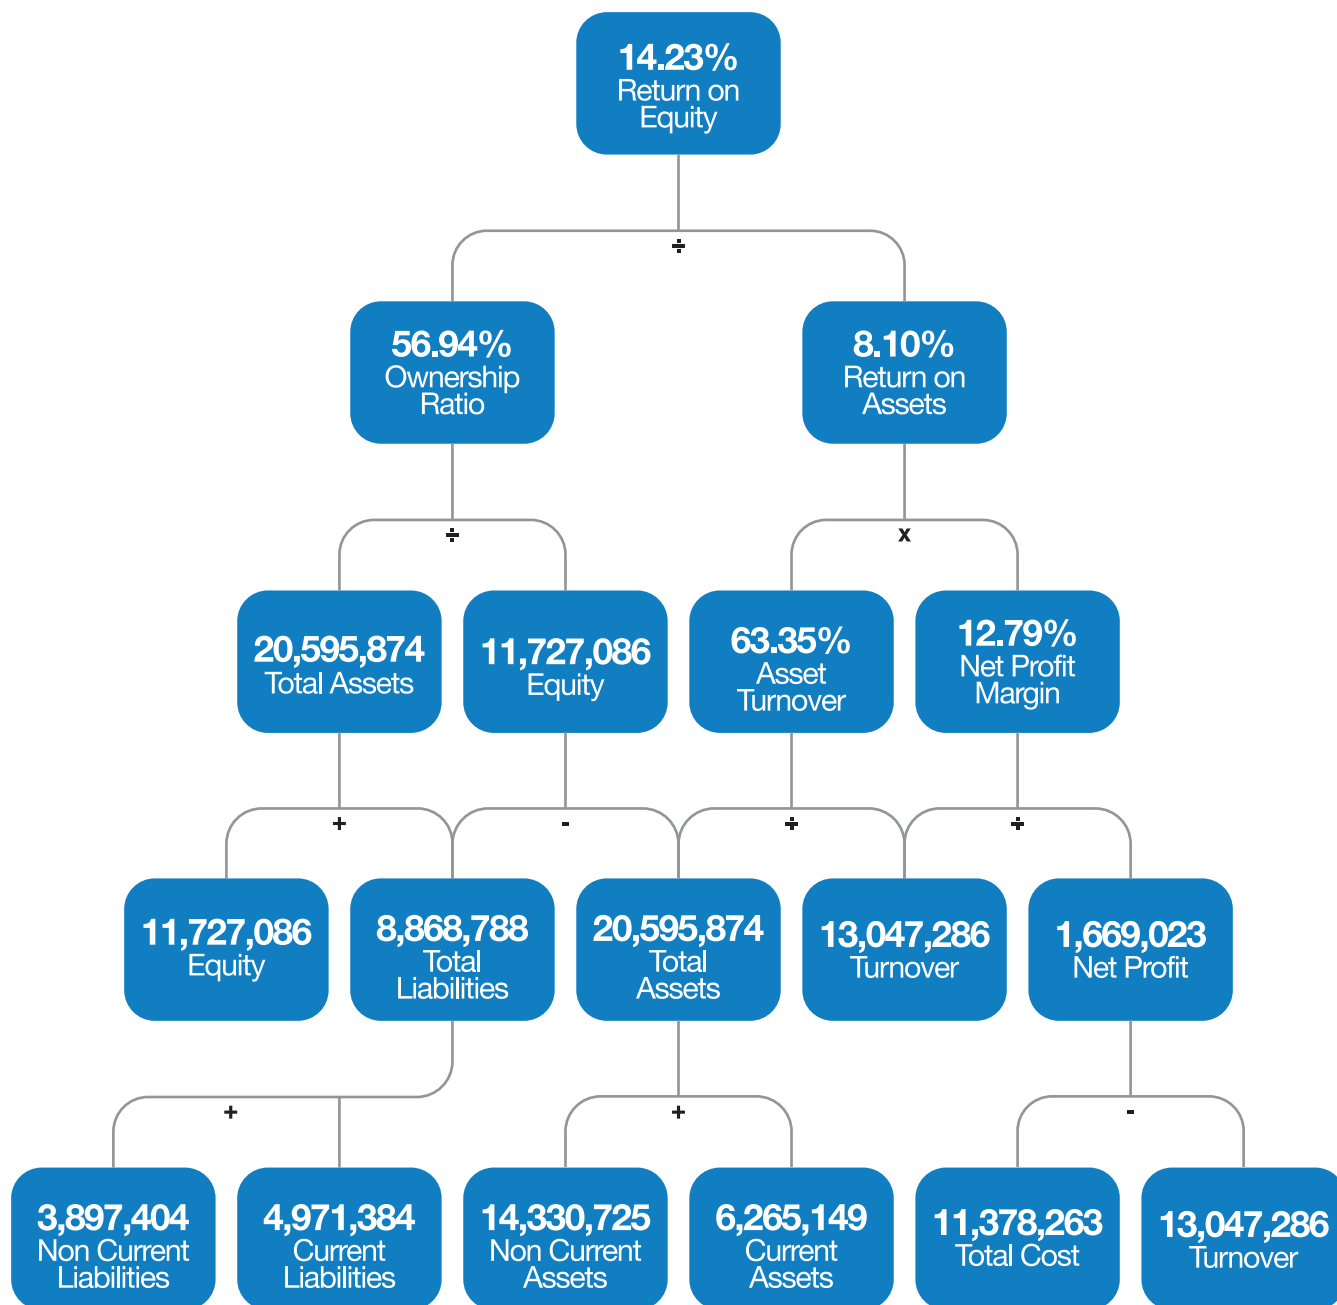 14.23%
Return on
Equity
÷
56.94%
Ownership
Ratio
8.10%
Return on
Assets
÷
x
20,595,874
Total Assets
11,727,086
Equity
63.35%
Asset
Turnover
12.79%
Net Profit
Margin
+
-
÷
÷
11,727,086
Equity
8,868,788
Total
Liabilities
20,595,874
Total
Assets
13,047,286
Turnover
1,669,023
Net Profit
+
+
-
3,897,404
Non Current
Liabilities
4,971,384
Current
Liabilities
14,330,725
Non Current
Assets
6,265,149
Current
Assets
11,378,263
Total Cost
13,047,286
Turnover